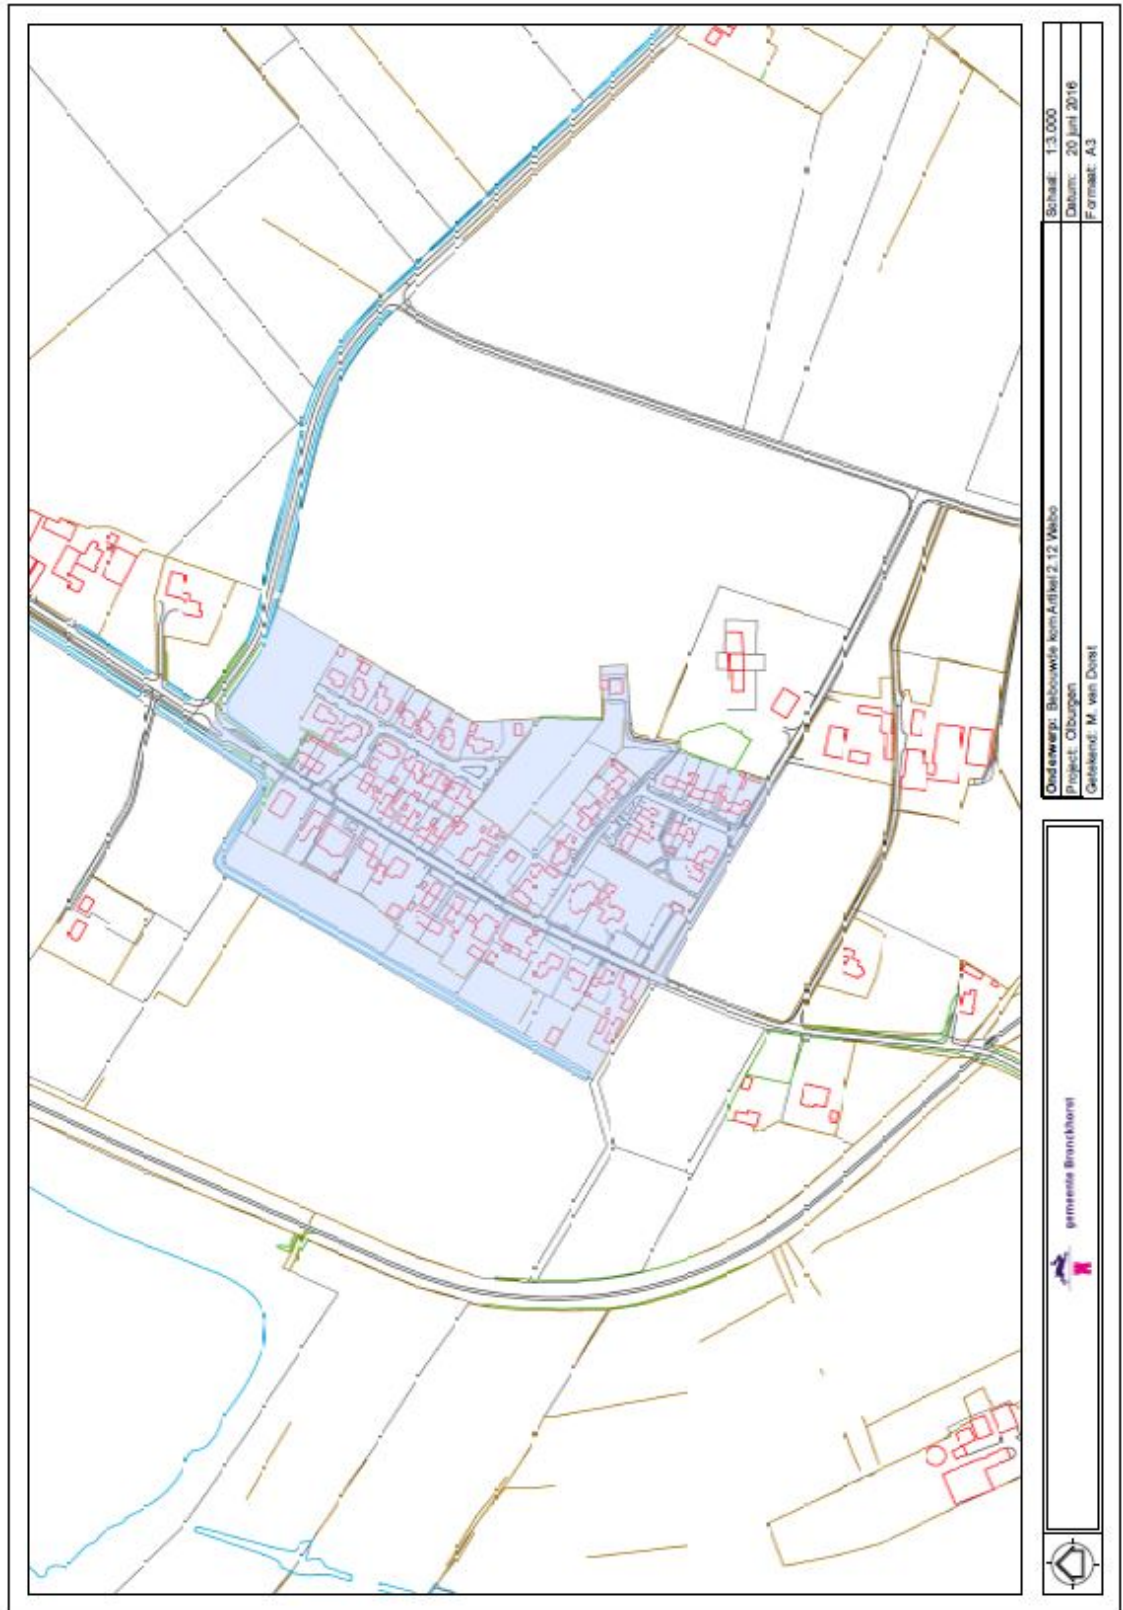 Onderwerp: Bebouwde kom Artikel 2.12 Wabo
Project: Olburgen
Getekend: M. van Dorst
Schaal: 1:3.000
Datum: 20 juni 2016
Formaat: A3
gemeente Bronckhorst